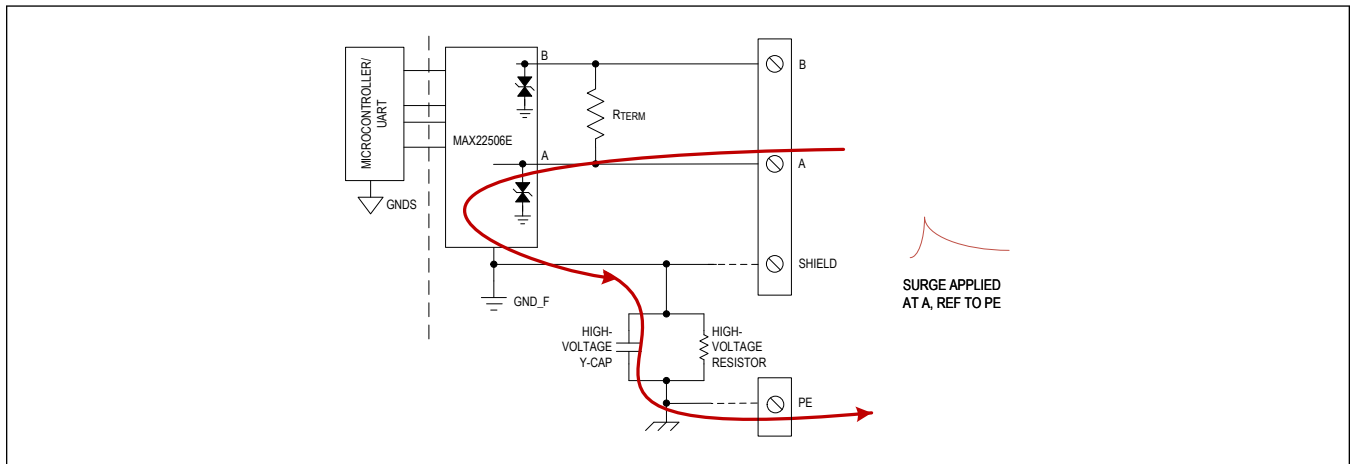 MICROCONTROLLER/
UART
GNDS
MAX22506E
B
A
RTERM
GND_F
HIGH-
VOLTAGE
Y-CAP
HIGH-
VOLTAGE
RESISTOR
B
A
SHIELD
PE
SURGE APPLIED
AT A, REF TO PE